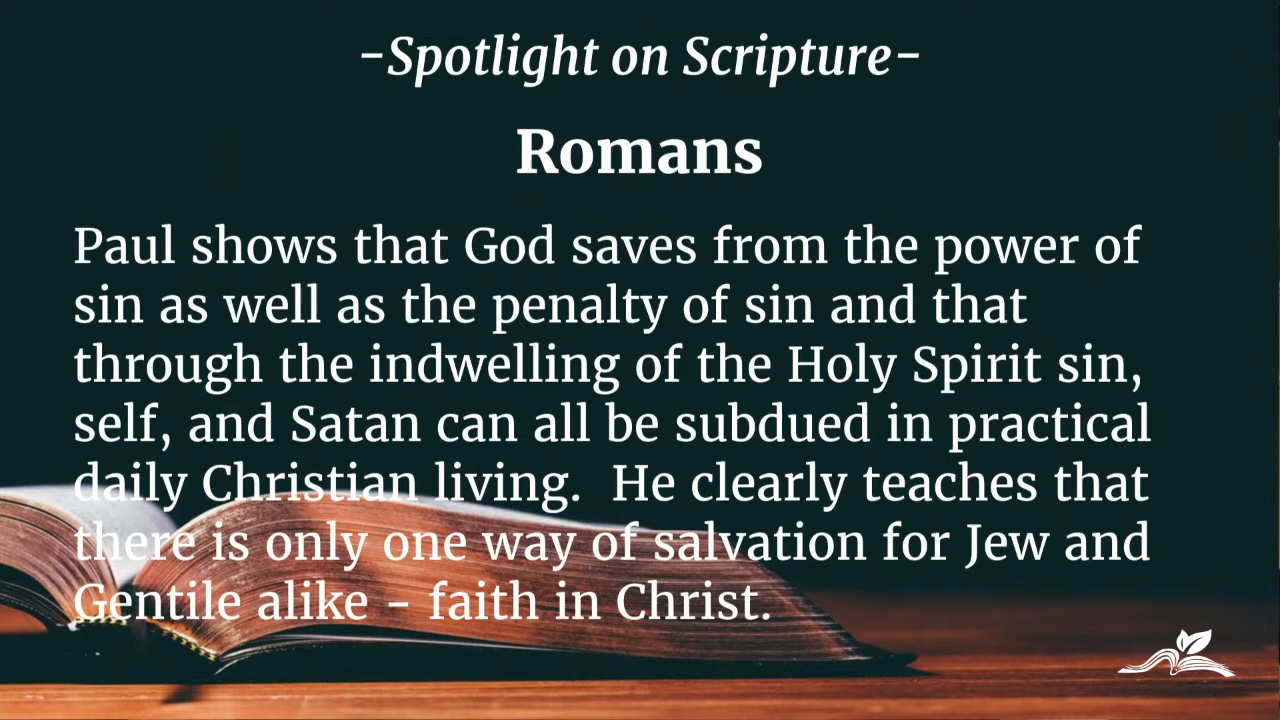 -Spotlight on Scripture-
Romans
Paul shows that God saves from the power of
sin as well as the penalty of sin and that
through the indwelling of the Holy Spirit sin,
self, and Satan can all be subdued in practical
daily Christian living.  He clearly teaches that
there is only one way of salvation for Jew and
Gentile alike - faith in Christ.